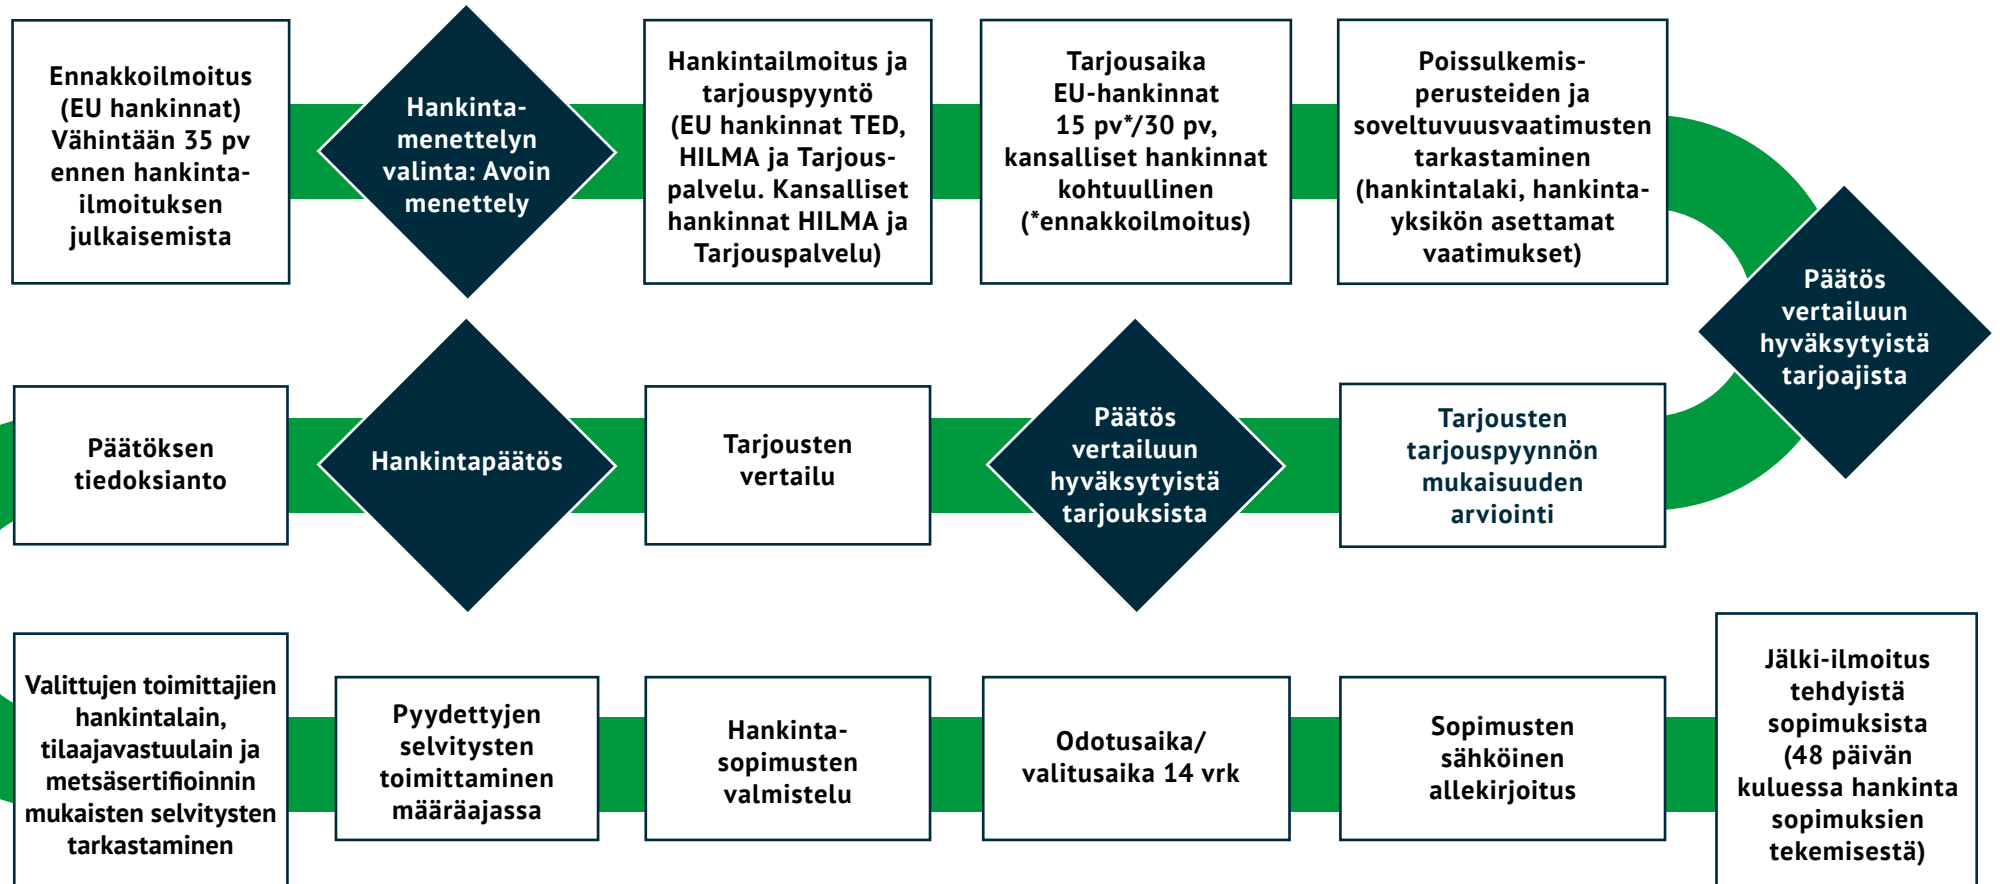 Ennakkoilmoitus
(EU hankinnat)
Vähintään 35 pv
ennen hankinta-
ilmoituksen
julkaisemista
Hankinta-
menettelyn
valinta: Avoin
menettely
Hankintailmoitus ja
tarjouspyyntö
(EU hankinnat TED,
HILMA ja Tarjous-
palvelu. Kansalliset
hankinnat HILMA ja
Tarjouspalvelu)
Tarjousaika
EU-hankinnat
15 pv*/30 pv,
kansalliset hankinnat
kohtuullinen
(*ennakkoilmoitus)
Poissulkemis-
perusteiden ja
soveltuvuusvaatimusten
tarkastaminen
(hankintalaki, hankinta-
yksikön asettamat
vaatimukset)
Päätös
vertailuun
hyväksytyistä
tarjoajista
Tarjousten
tarjouspyynnön
mukaisuuden
arviointi
Päätös
vertailuun
hyväksytyistä
tarjouksista
Tarjousten
vertailu
Hankintapäätös
Päätöksen
tiedoksianto
Valittujen toimittajien
hankintalain,
tilaajavastuulain ja
metsäsertifioinnin
mukaisten selvitysten
tarkastaminen
Pyydettyjen
selvitysten
toimittaminen
määräajassa
Hankinta-
sopimusten
valmistelu
Odotusaika/
valitusaika 14 vrk
Sopimusten
sähköinen
allekirjoitus
Jälki-ilmoitus
tehdyistä
sopimuksista
(48 päivän
kuluessa hankinta
sopimuksien
tekemisestä)